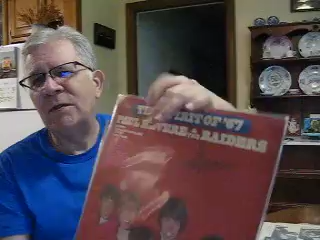 THE SPIRIT OF '67
PAUL REVERE & THE RAIDERS